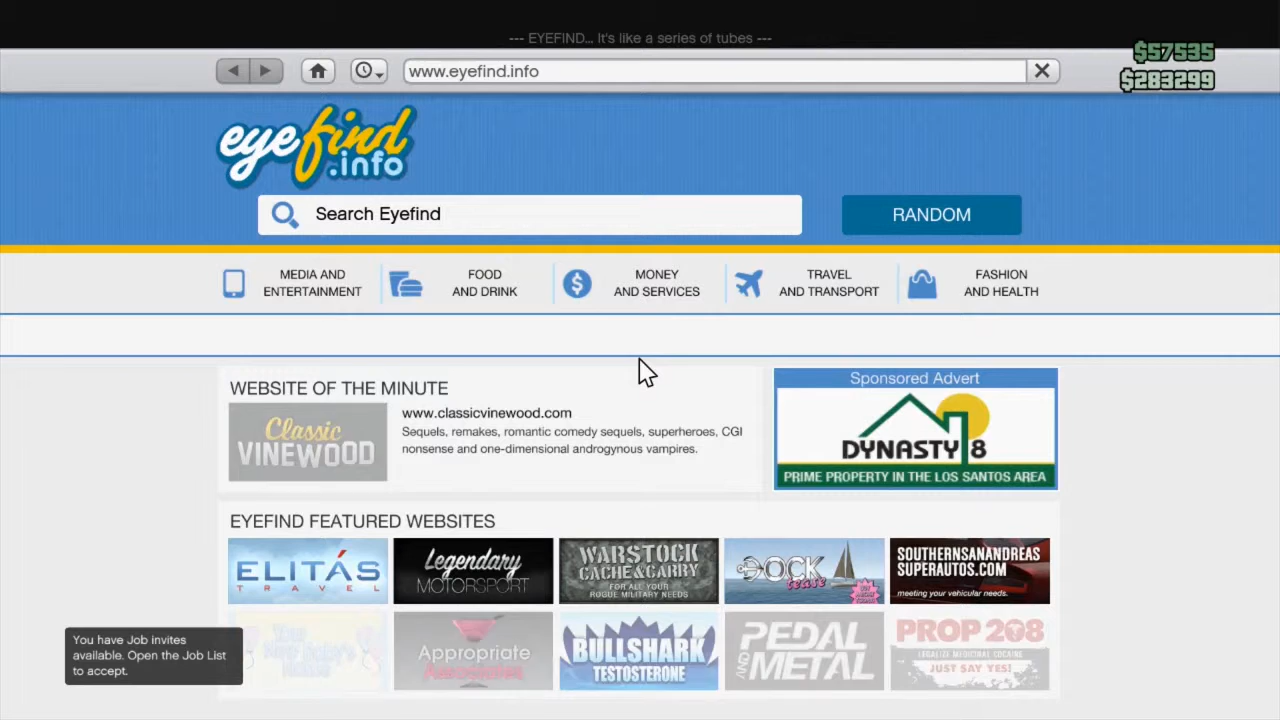 --- EYEFIND... It's like a series of tubes ---
www.eyefind.info
$57535
$283299
eyefind
.info
Search Eyefind
RANDOM
MEDIA AND
ENTERTAINMENT
FOOD
AND DRINK
MONEY
AND SERVICES
TRAVEL
AND TRANSPORT
FASHION
AND HEALTH
WEBSITE OF THE MINUTE
Classic
VINEWOOD
www.classicvinewood.com
Sequels, remakes, romantic comedy sequels, superheroes, CGI
nonsense and one-dimensional androgynous vampires.
Sponsored Advert
DYNASTY 8
PRIME PROPERTY IN THE LOS SANTOS AREA
EYEFIND FEATURED WEBSITES
ELITÁS
TRAVEL
Legendary
MOTORSPORT
WARSTOCK
CACHE & CARRY
FOR ALL YOUR
ROGUE MILITARY NEEDS
DOCK
tease
SOUTHERNSANANDREAS
SUPERAUTOS.COM
meeting your vehicular needs.
Appropriate
Associates
BULLSHARK
TESTOSTERONE
PEDAL
AND
METAL
PROP 208
LEGALIZE MEDICINAL COCAINE
JUST SAY YES!
You have Job invites
available. Open the Job List
to accept.